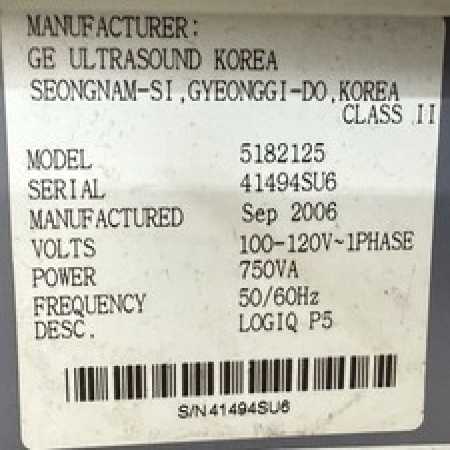 MANUFACTURER:
GE ULTRASOUND KOREA
SEONGNAM-SI,GYEONGGI-DO,KOREA
CLASS II
MODEL 5182125
SERIAL 41494SU6
MANUFACTURED Sep 2006
VOLTS 100-120V~1PHASE
POWER 750VA
FREQUENCY 50/60Hz
DESC. LOGIQ P5
S/N 41494SU6